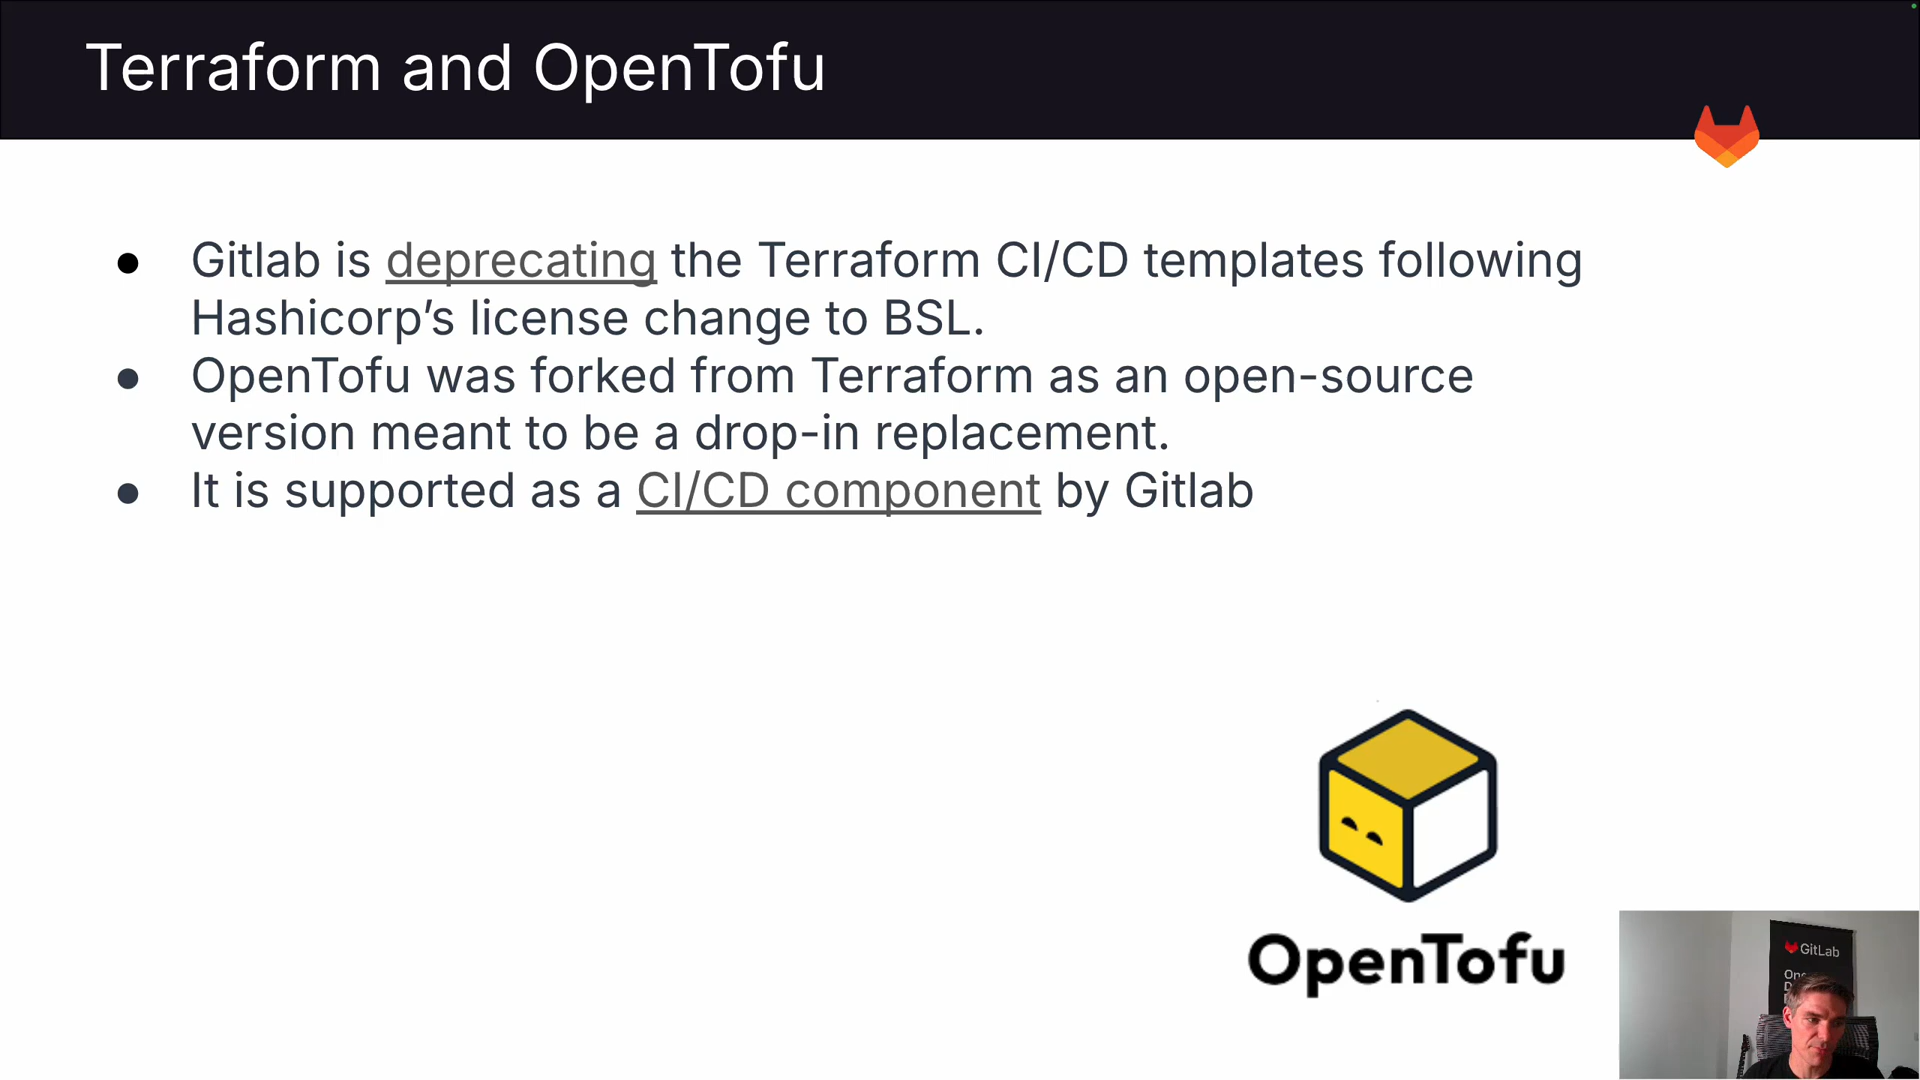 Terraform and OpenTofu
● Gitlab is deprecating the Terraform CI/CD templates following
Hashicorp’s license change to BSL.
● OpenTofu was forked from Terraform as an open-source
version meant to be a drop-in replacement.
● It is supported as a CI/CD component by Gitlab
OpenTofu
GitLab